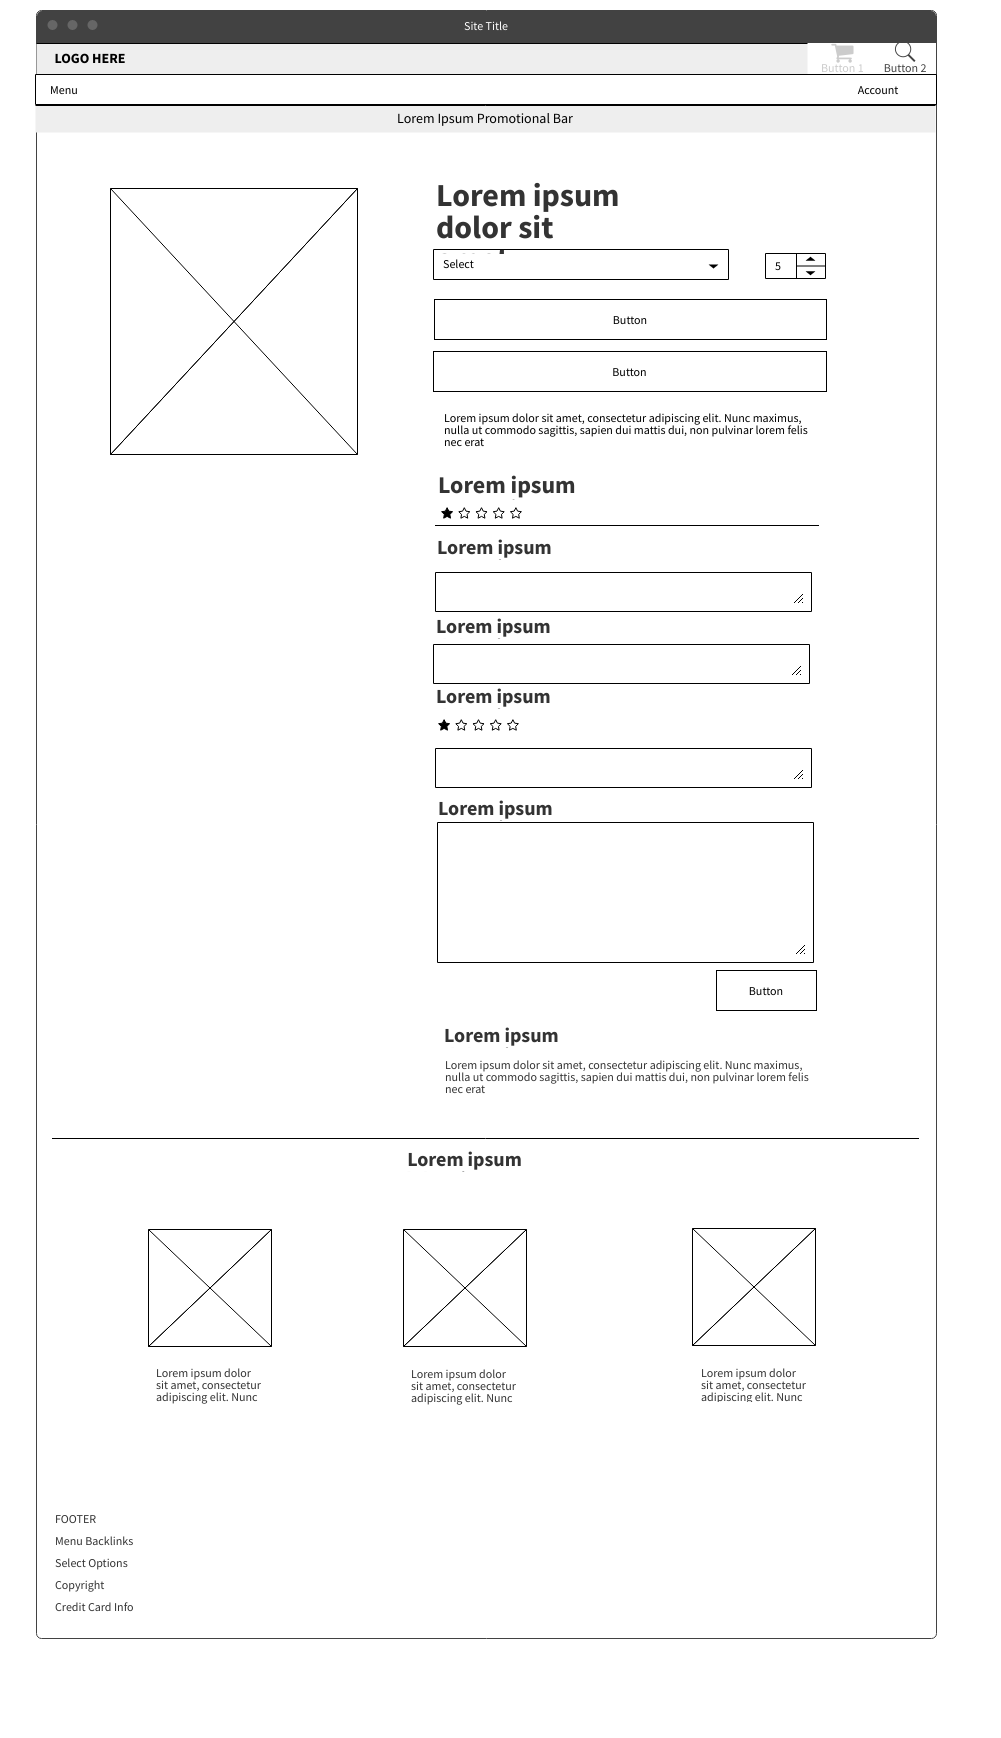 Site Title
LOGO HERE
Button 1
Button 2
Menu
Account
Lorem Ipsum Promotional Bar
Lorem ipsum
dolor sit
Select
5
Button
Button
Lorem ipsum dolor sit amet, consectetur adipiscing elit. Nunc maximus,
nulla ut commodo sagittis, sapien dui mattis dui, non pulvinar lorem felis
nec erat
Lorem ipsum
Lorem ipsum
Lorem ipsum
Lorem ipsum
Lorem ipsum
Button
Lorem ipsum
Lorem ipsum dolor sit amet, consectetur adipiscing elit. Nunc maximus,
nulla ut commodo sagittis, sapien dui mattis dui, non pulvinar lorem felis
nec erat
Lorem ipsum
Lorem ipsum dolor
sit amet, consectetur
adipiscing elit. Nunc
Lorem ipsum dolor
sit amet, consectetur
adipiscing elit. Nunc
Lorem ipsum dolor
sit amet, consectetur
adipiscing elit. Nunc
FOOTER
Menu Backlinks
Select Options
Copyright
Credit Card Info